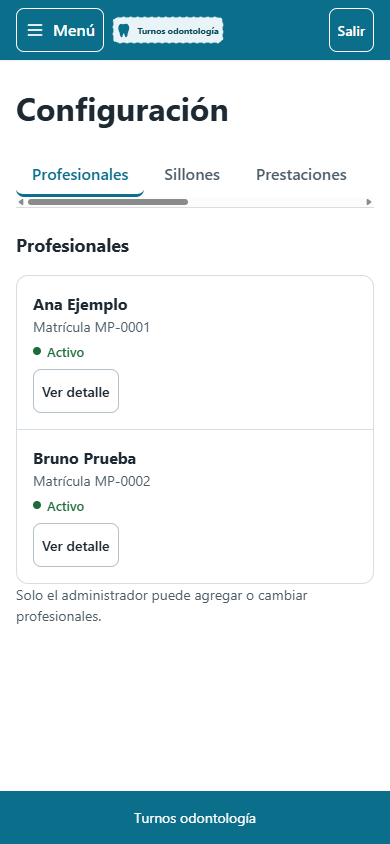 Menú
Turnos odontología
Salir
Configuración
Profesionales
Sillones
Prestaciones
Profesionales
Ana Ejemplo
Matrícula MP-0001
Activo
Ver detalle
Bruno Prueba
Matrícula MP-0002
Activo
Ver detalle
Solo el administrador puede agregar o cambiar
profesionales.
Turnos odontología